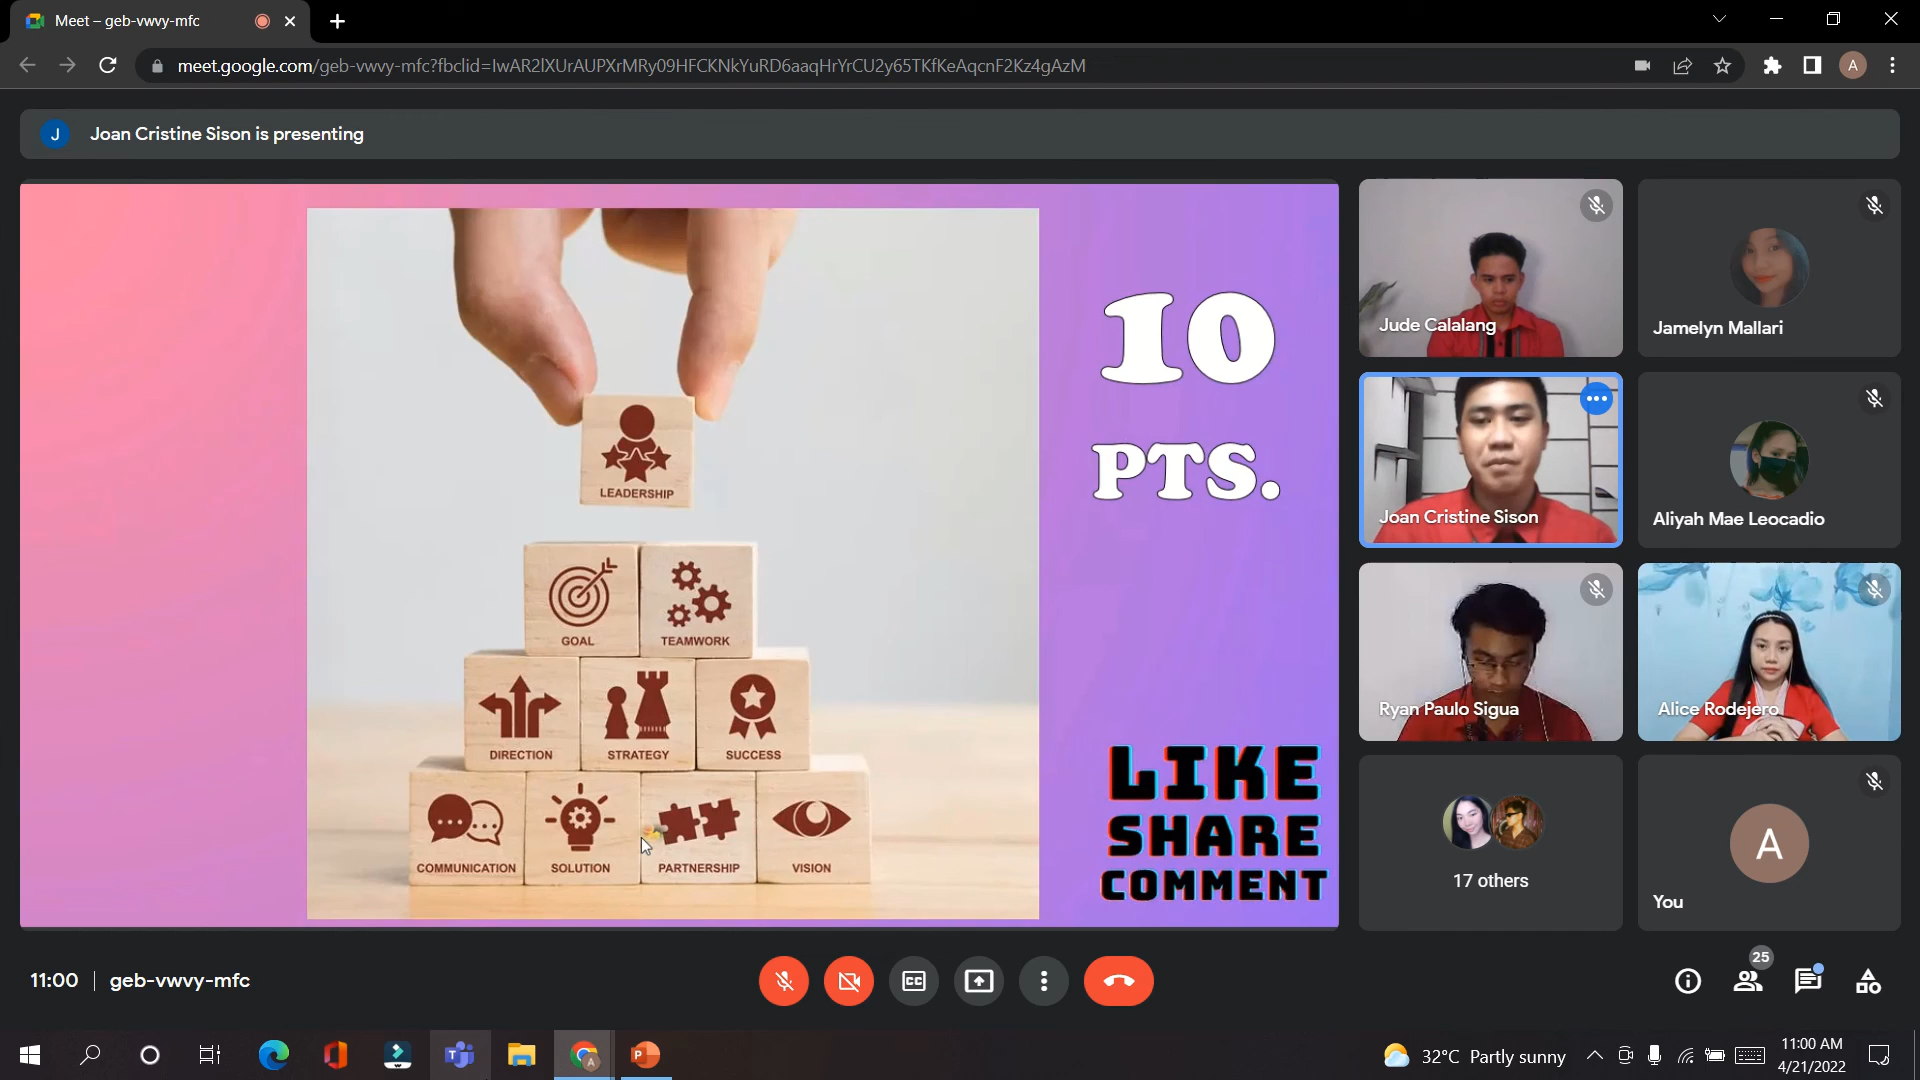 Meet – geb-vwvy-mfc
meet.google.com/geb-vwvy-mfc?fbclid=IwAR2lXUrAUPXrMRy09HFCKNkYuRD6aaqHrYrCU2y65TKfKeAqcnF2Kz4gAzM
A
J
Joan Cristine Sison is presenting
LEADERSHIP
GOAL
TEAMWORK
DIRECTION
STRATEGY
SUCCESS
COMMUNICATION
SOLUTION
PARTNERSHIP
VISION
10
PTS.
LIKE
SHARE
COMMENT
Jude Calalang
Jamelyn Mallari
Joan Cristine Sison
Aliyah Mae Leocadio
Ryan Paulo Sigua
Alice Rodejero
17 others
A
You
11:00
geb-vwvy-mfc
CC
25
32°C Partly sunny
11:00 AM
4/21/2022